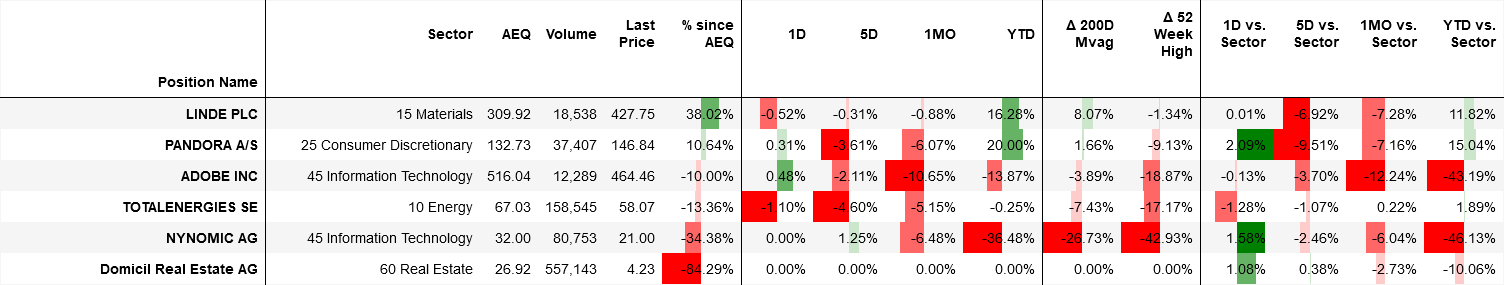 Position Name Sector AEQ Volume Last Price % since AEQ 1D 5D 1MO YTD Δ 200D Mvag Δ 52 Week High 1D vs. Sector 5D vs. Sector 1MO vs. Sector YTD vs. Sector
LINDE PLC 15 Materials 309.92 18,538 427.75 38.02% -0.52% -0.31% -0.88% 16.28% 8.07% -1.34% 0.01% -6.92% -7.28% 11.82%
PANDORA A/S 25 Consumer Discretionary 132.73 37,407 146.84 10.64% 0.31% -3.61% -6.07% 20.00% 1.66% -9.13% 2.09% -9.51% -7.16% 15.04%
ADOBE INC 45 Information Technology 516.04 12,289 464.46 -10.00% 0.48% -2.11% -10.65% -13.87% -3.89% -18.87% -0.13% -3.70% -12.24% -43.19%
TOTALENERGIES SE 10 Energy 67.03 158,545 58.07 -13.36% -1.10% -4.60% -5.15% -0.25% -7.43% -17.17% -1.28% -1.07% 0.22% 1.89%
NYNOMIC AG 45 Information Technology 32.00 80,753 21.00 -34.38% 0.00% 1.25% -6.48% -36.48% -26.73% -42.93% 1.58% -2.46% -6.04% -46.13%
Domicil Real Estate AG 60 Real Estate 26.92 557,143 4.23 -84.29% 0.00% 0.00% 0.00% 0.00% 0.00% 0.00% 1.08% 0.38% -2.73% -10.06%